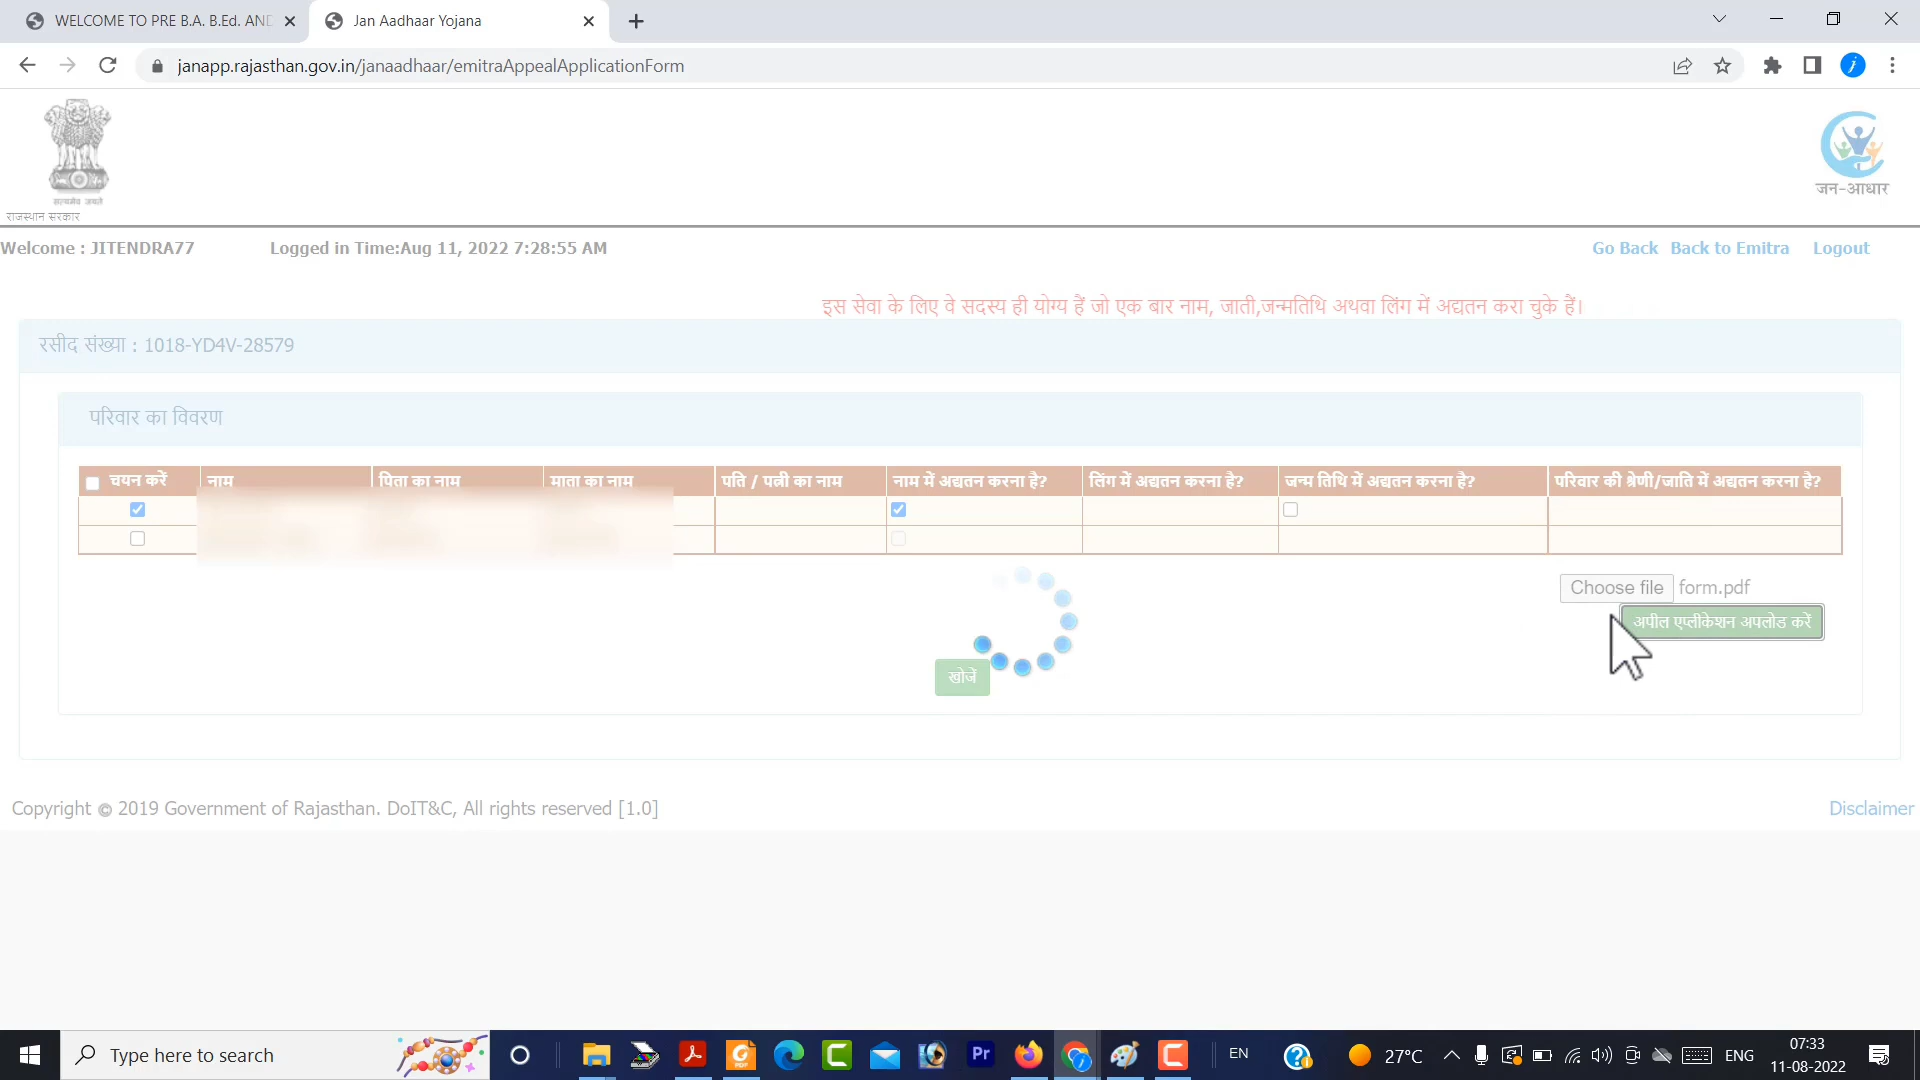 WELCOME TO PRE B.A. B.Ed. AND
Jan Aadhaar Yojana
janapp.rajasthan.gov.in/janaadhaar/emitraAppealApplicationForm
सत्यमेव जयते
राजस्थान सरकार
जन-आधार
Welcome : JITENDRA77 Logged in Time:Aug 11, 2022 7:28:55 AM Go Back Back to Emitra Logout
इस सेवा के लिए वे सदस्य ही योग्य हैं जो एक बार नाम, जाती,जन्मतिथि अथवा लिंग में अद्यतन करा चुके हैं।
रसीद संख्या : 1018-YD4V-28579
परिवार का विवरण
चयन करें नाम पिता का नाम माता का नाम पति / पत्नी का नाम नाम में अद्यतन करना है? लिंग में अद्यतन करना है? जन्म तिथि में अद्यतन करना है? परिवार की श्रेणी/जाति में अद्यतन करना है?
Choose file form.pdf
अपील एप्लीकेशन अपलोड करें
खोजें
Copyright © 2019 Government of Rajasthan. DoIT&C, All rights reserved [1.0] Disclaimer
Type here to search
Pr
EN
27°C
ENG
07:33
11-08-2022